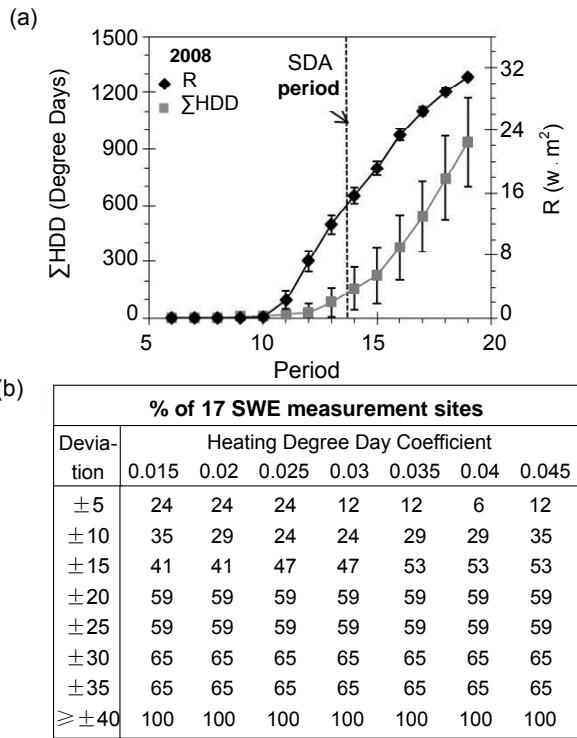 (a)
1500
1200
900
600
300
0
∑HDD (Degree Days)
2008
R
∑HDD
SDA
period
32
24
16
8
0
R (w . m²)
5 10 15 20
Period
(b)
% of 17 SWE measurement sites
Devia-
tion
Heating Degree Day Coefficient
0.015 0.02 0.025 0.03 0.035 0.04 0.045
±5 24 24 24 12 12 6 12
±10 35 29 24 24 29 29 35
±15 41 41 47 47 53 53 53
±20 59 59 59 59 59 59 59
±25 59 59 59 59 59 59 59
±30 65 65 65 65 65 65 65
±35 65 65 65 65 65 65 65
≥±40 100 100 100 100 100 100 100